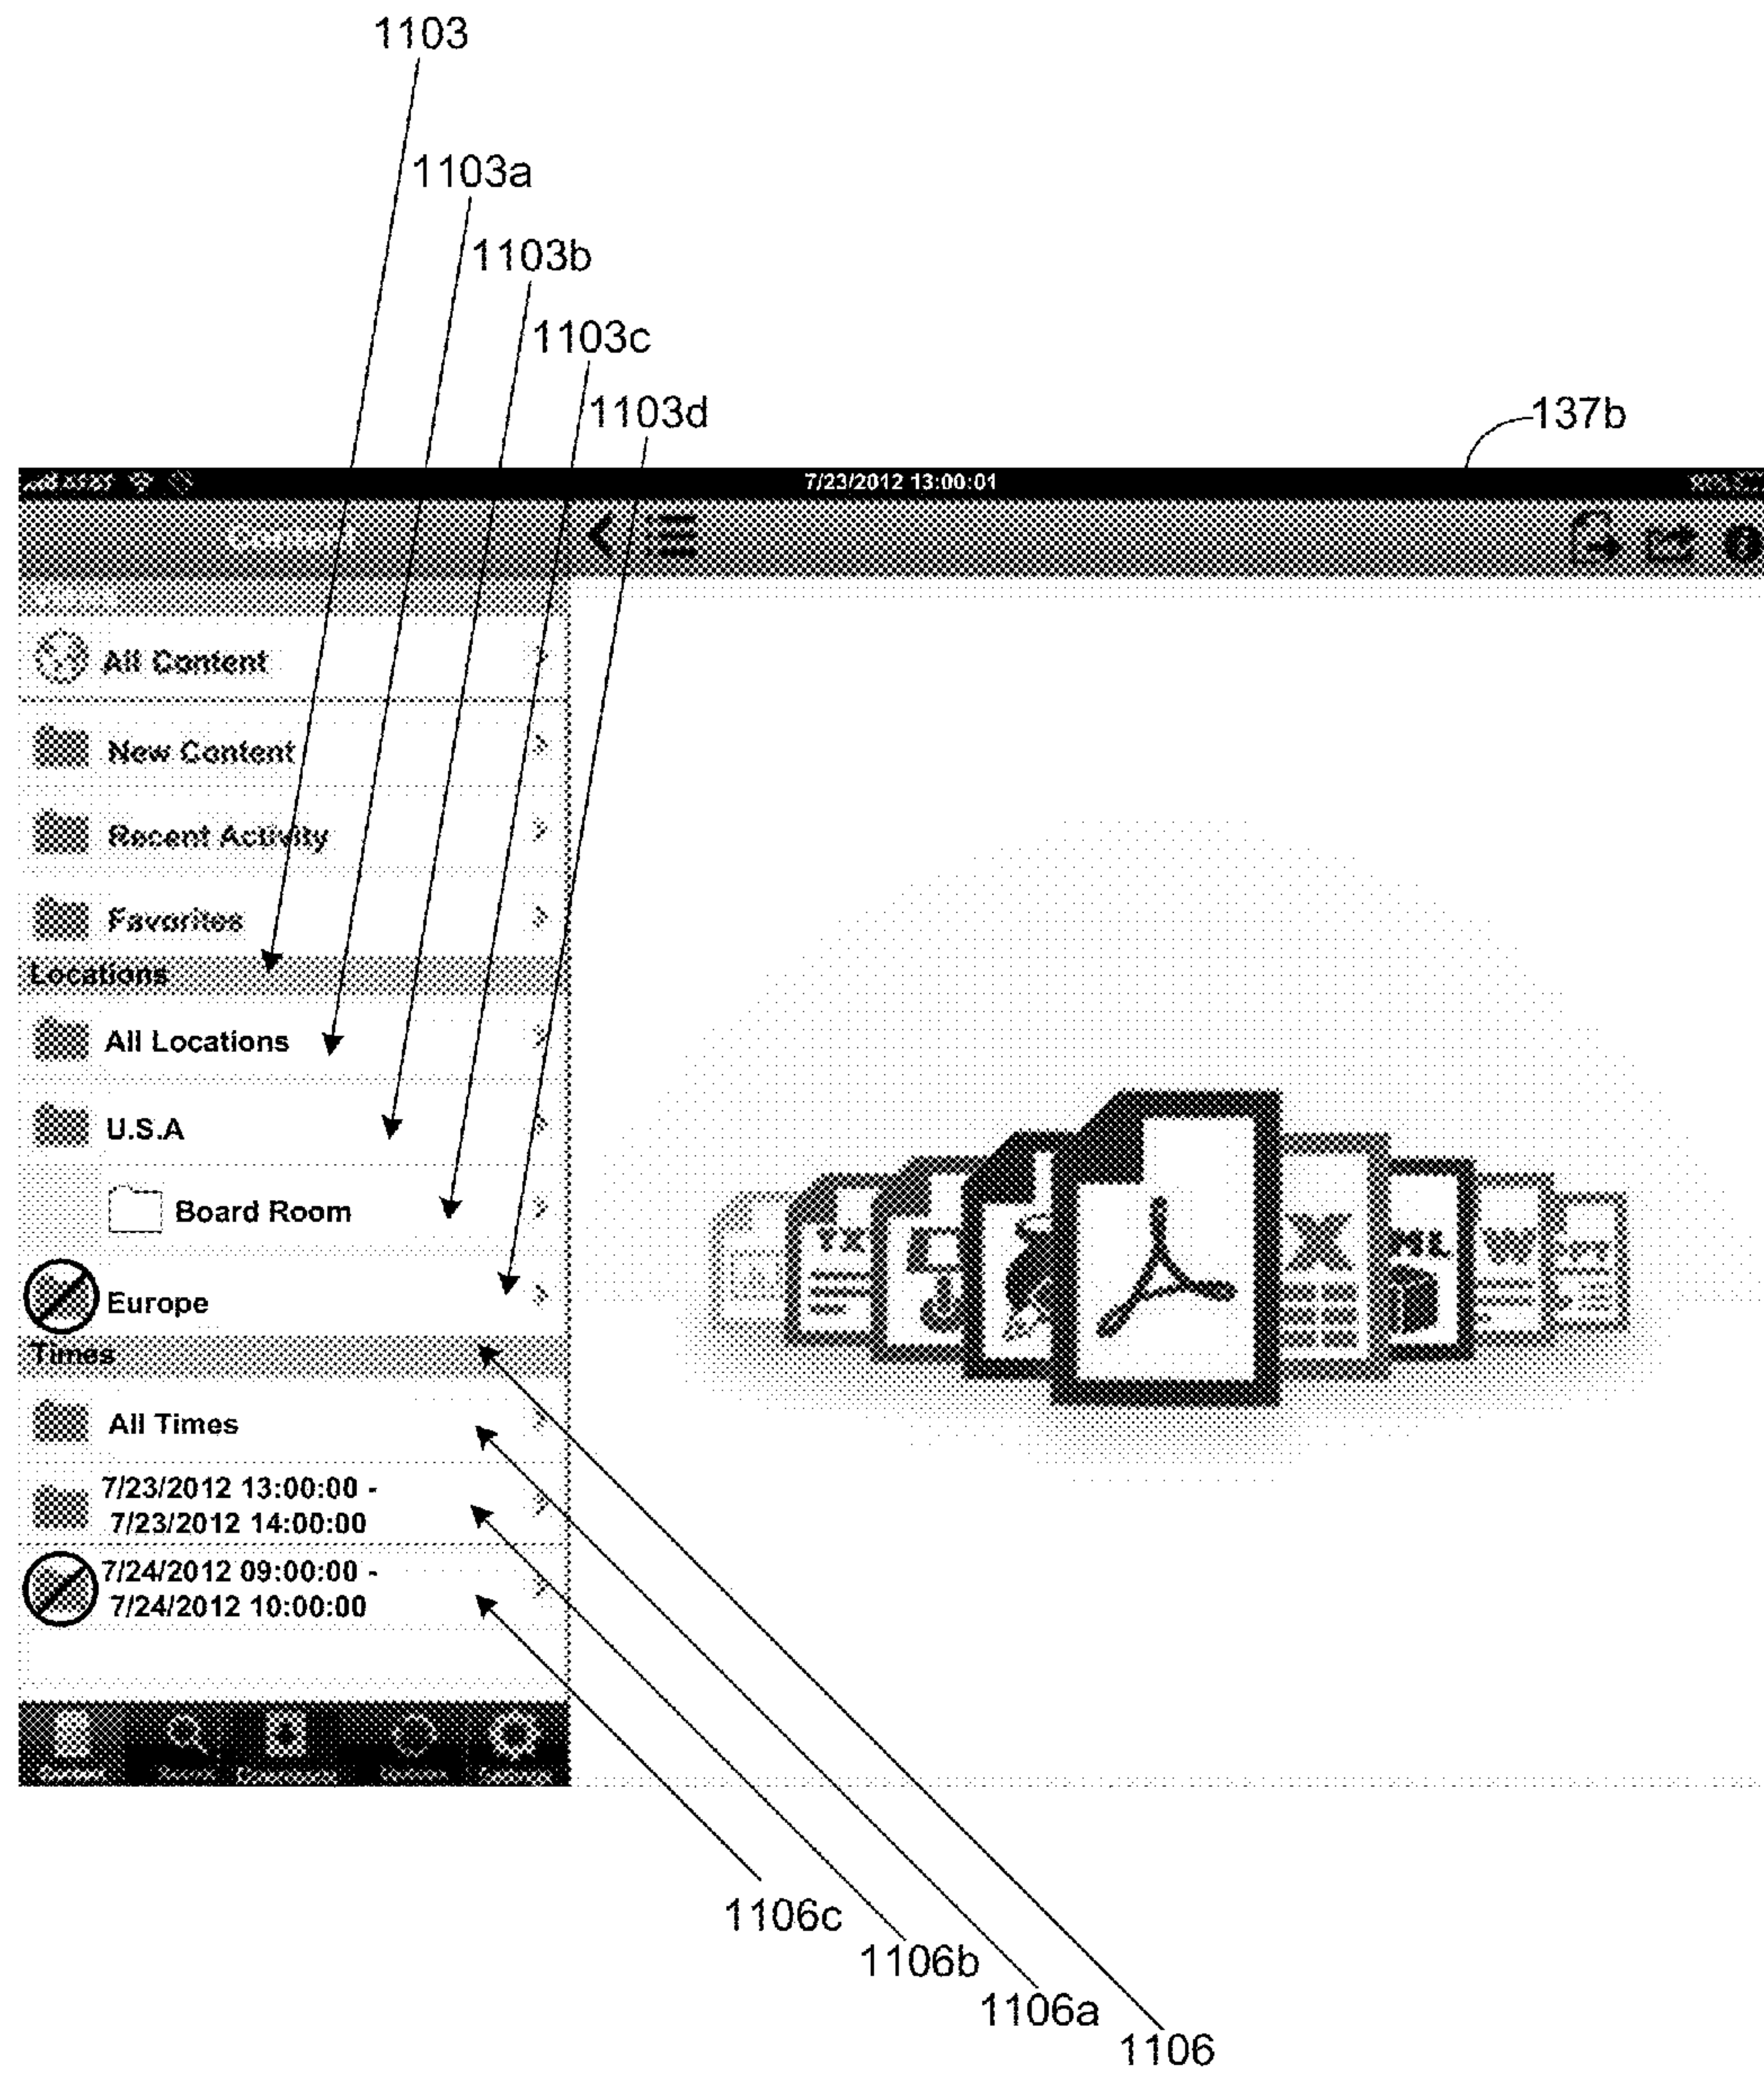 1103
1103a
1103b
1103c
1103d
137b
7/23/2012 13:00:01
Content
All Content
New Content
Recent Activity
Favorites
Locations
All Locations
U.S.A
Board Room
Europe
Times
All Times
7/23/2012 13:00:00 -
7/23/2012 14:00:00
7/24/2012 09:00:00 -
7/24/2012 10:00:00
1106c
1106b
1106a
1106